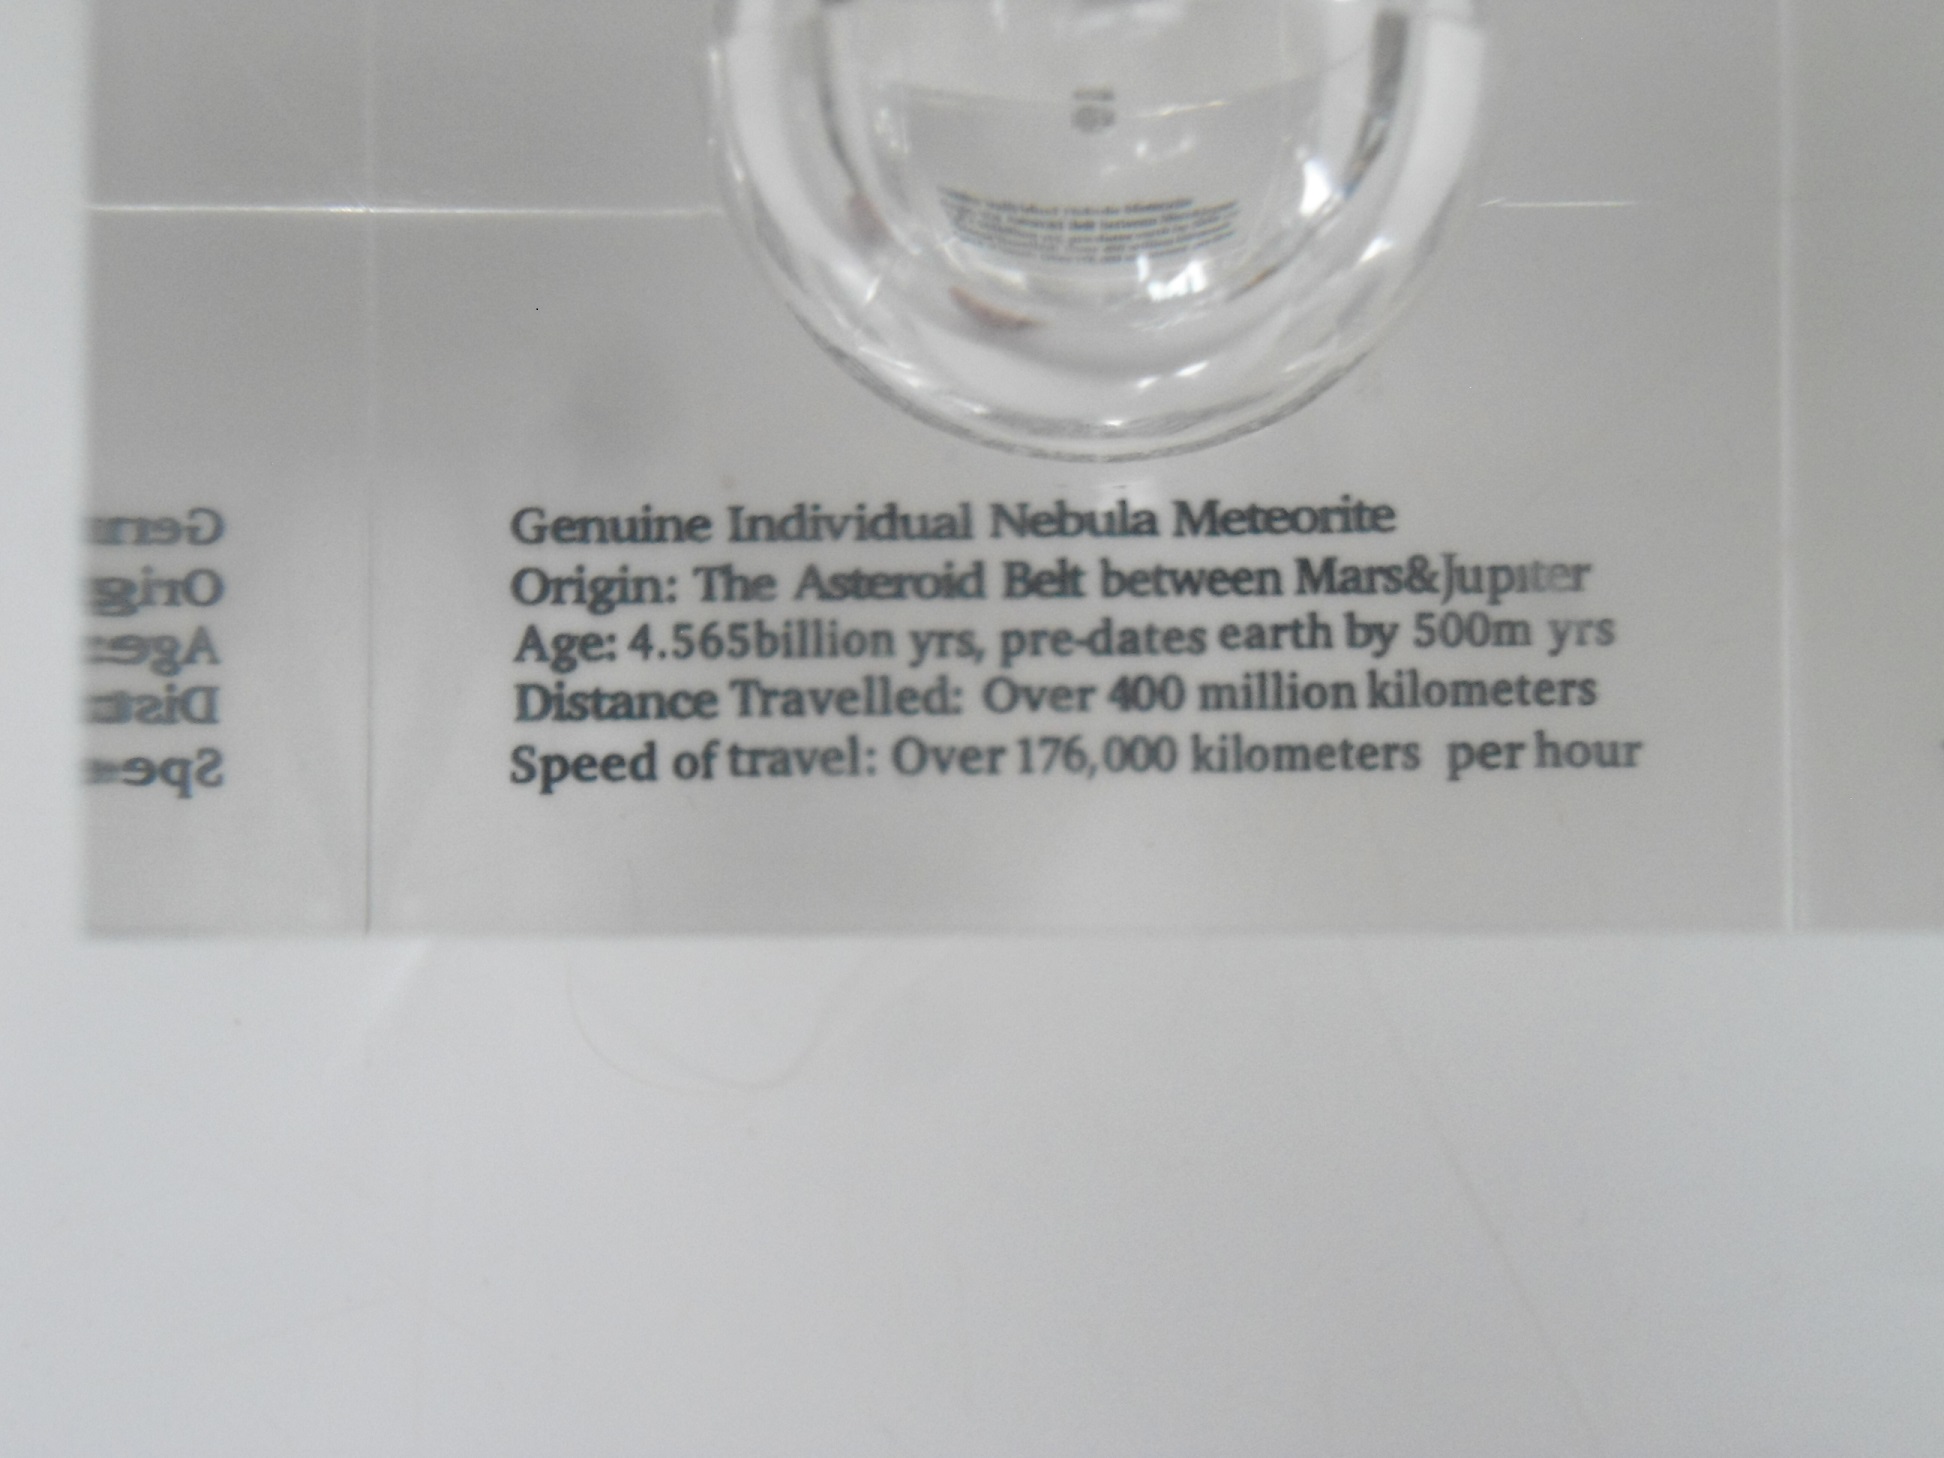 Genuine Individual Nebula Meteorite
Origin: The Asteroid Belt between Mars&Jupiter
Age: 4.565billion yrs, pre-dates earth by 500m yrs
Distance Travelled: Over 400 million kilometers
Speed of travel: Over 176,000 kilometers per hour